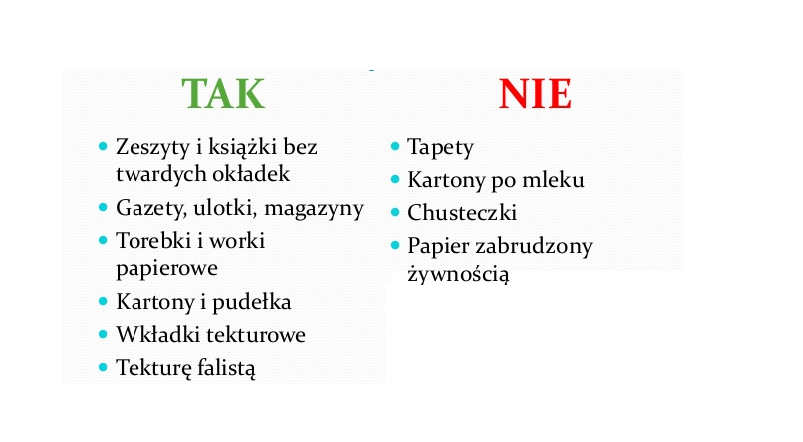 TAK
Zeszyty i książki bez
twardych okładek
Gazety, ulotki, magazyny
Torebki i worki
papierowe
Kartony i pudełka
Wkładki tekturowe
Tekturę falistą
NIE
Tapety
Kartony po mleku
Chusteczki
Papier zabrudzony
żywnością